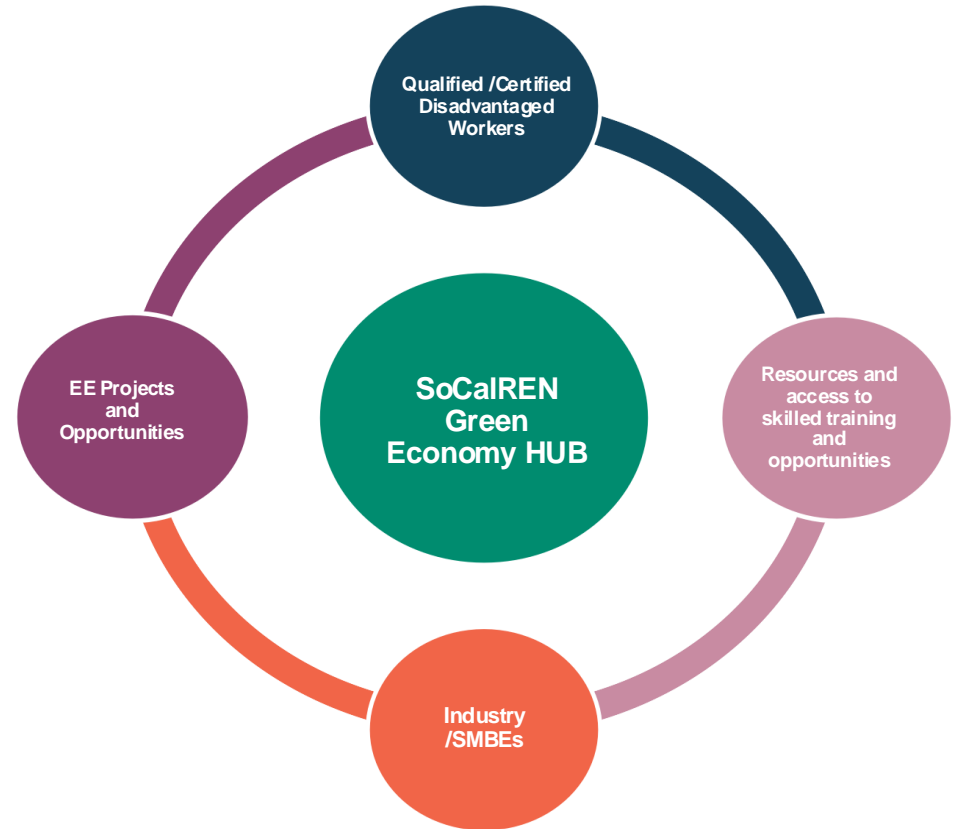 Qualified /Certified
Disadvantaged
Workers
EE Projects
and
Opportunities
SoCalREN
Green
Economy HUB
Resources and
access to
skilled training
and
opportunities
Industry
/SMBEs